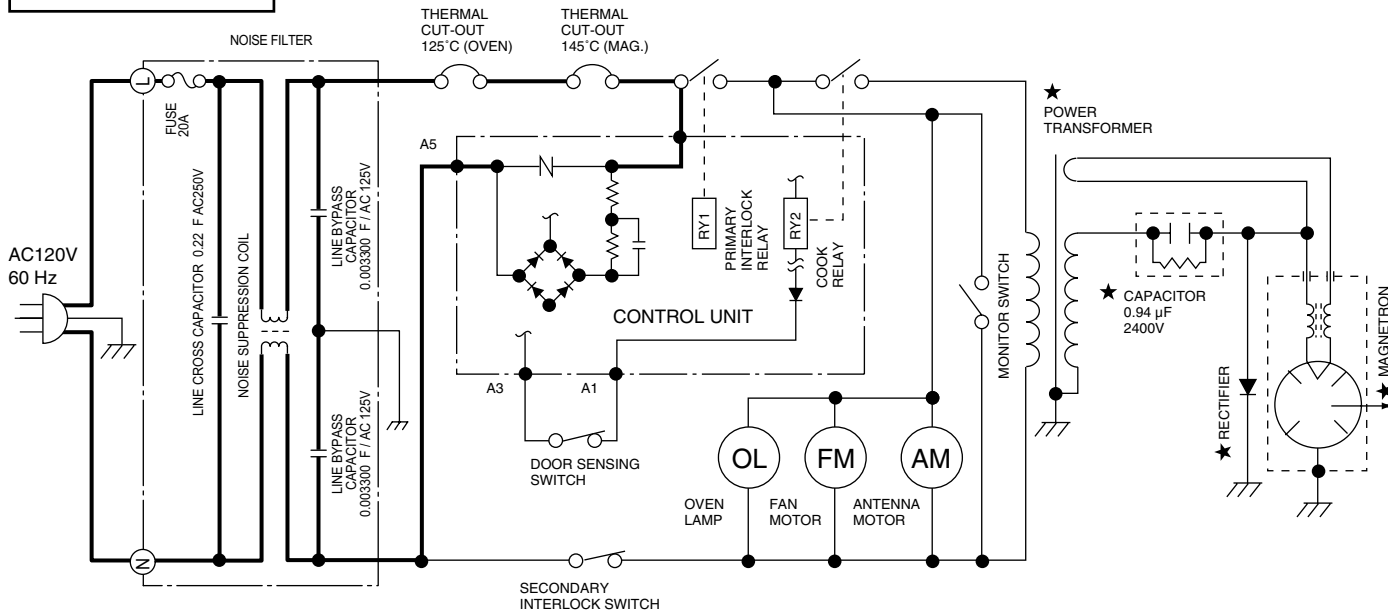 THERMAL
CUT-OUT
125˚C (OVEN)
THERMAL
CUT-OUT
145˚C (MAG.)
NOISE FILTER
L
FUSE
20A
A5
POWER
TRANSFORMER
LINE CROSS CAPACITOR 0.22 F AC250V
NOISE SUPPRESSION COIL
LINE BYPASS
CAPACITOR
0.003300 F / AC 125V
RY1
PRIMARY
INTERLOCK
RELAY
RY2
COOK
RELAY
AC120V
60 Hz
CONTROL UNIT
MONITOR SWITCH
CAPACITOR
0.94 µF
2400V
A3
A1
MAGNETRON
RECTIFIER
LINE BYPASS
CAPACITOR
0.003300 F / AC 125V
DOOR SENSING
SWITCH
OL
FM
AM
OVEN
LAMP
FAN
MOTOR
ANTENNA
MOTOR
N
SECONDARY
INTERLOCK SWITCH